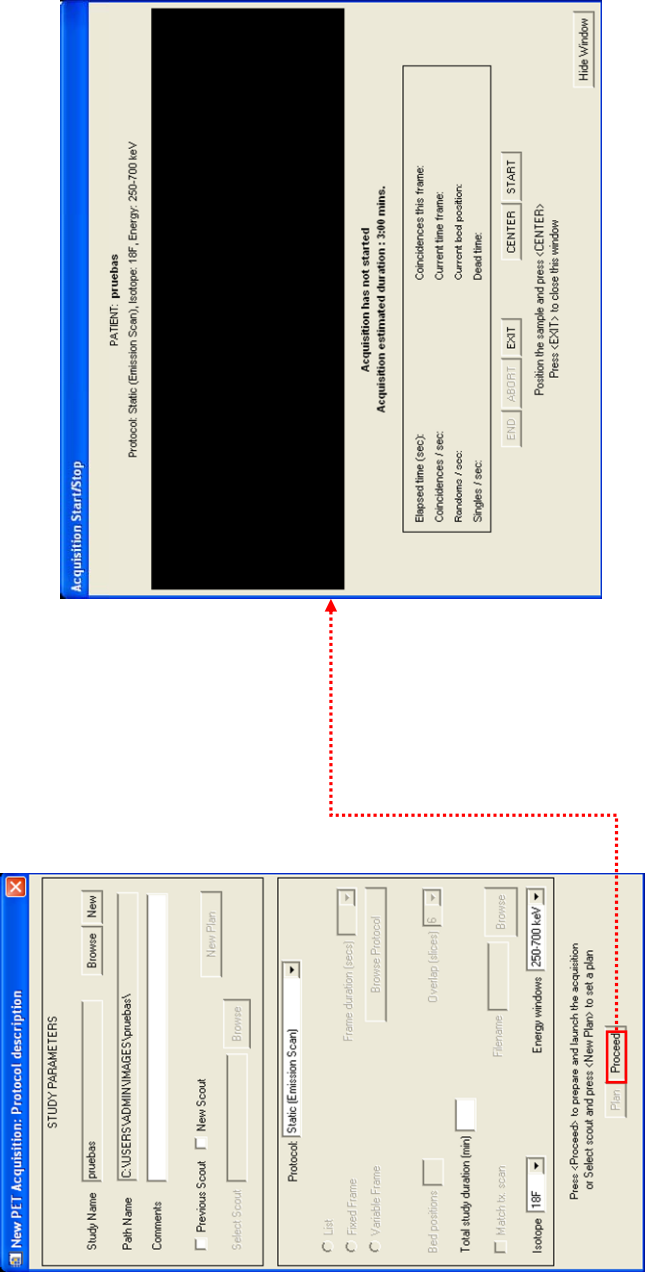 New PET Acquisition: Protocol description
STUDY PARAMETERS
Study Name pruebas Browse New
Path Name C:\USERS\ADMIN\IMAGES\pruebas\
Comments
Previous Scout New Scout New Plan
Select Scout Browse
Protocol: Static (Emission Scan)
List
Fixed Frame Frame duration (secs)
Variable Frame Browse Protocol
Bed positions Overlap (slices) 6
Total study duration (min)
Match tx. scan Filename Browse
Isotope 18F Energy windows 250-700 keV
Press <Proceed> to prepare and launch the acquisition
or Select scout and press <New Plan> to set a plan
Plan Proceed
Acquisition Start/Stop
PATIENT: pruebas
Protocol: Static (Emission Scan), Isotope: 18F, Energy: 250-700 keV
Acquisition has not started
Acquisition estimated duration : 3:00 mins.
Elapsed time (sec): Coincidences this frame:
Coincidences / sec: Current time frame:
Randoms / sec: Current bed position:
Singles / sec: Dead time:
END ABORT EXIT CENTER START
Position the sample and press <CENTER>
Press <EXIT> to close this window
Hide Window